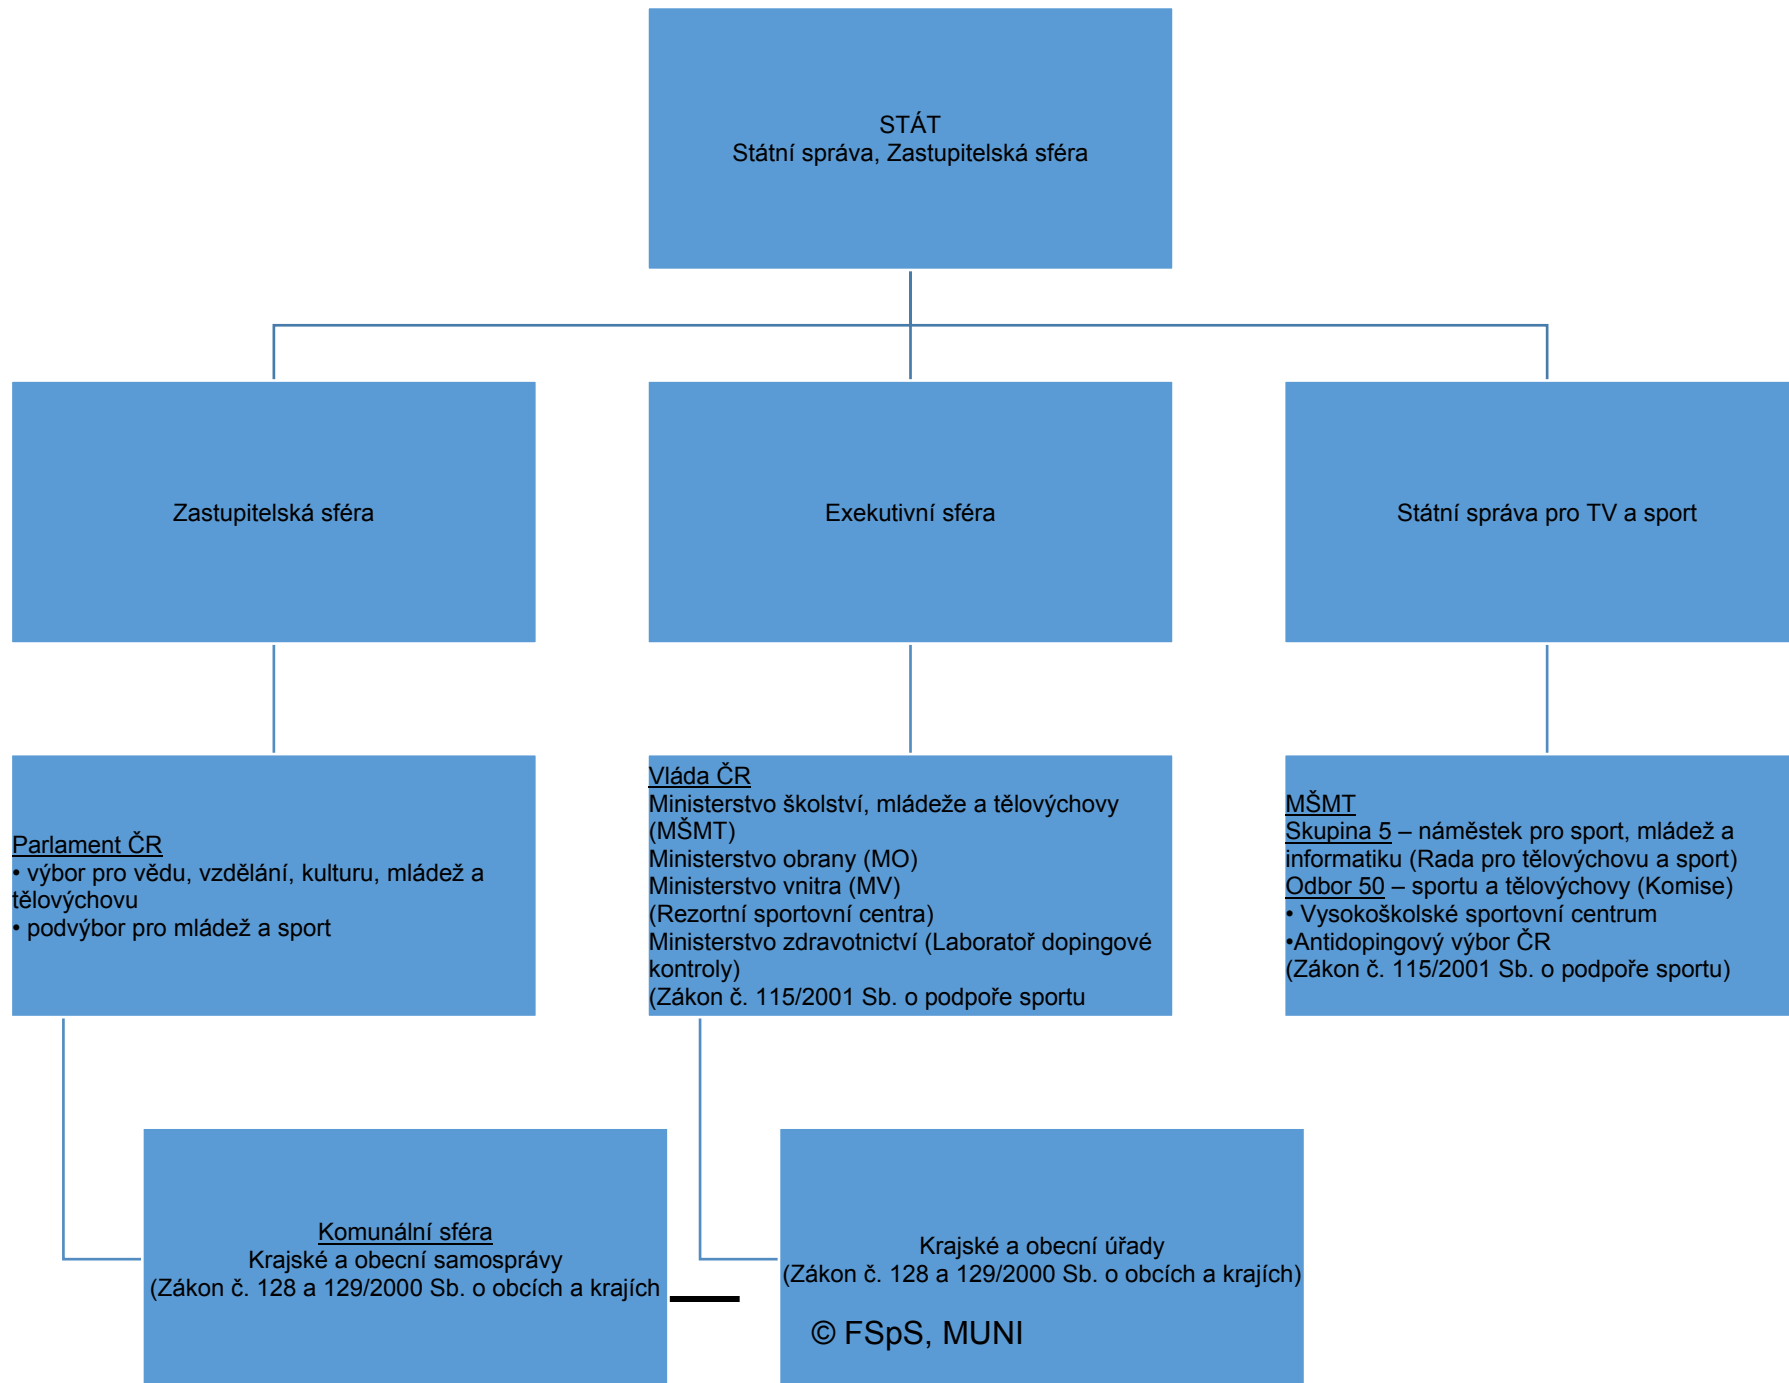 STÁT
Státní správa, Zastupitelská sféra
Zastupitelská sféra
Exekutivní sféra
Státní správa pro TV a sport
Parlament ČR
• výbor pro vědu, vzdělání, kulturu, mládež a
tělovýchovu
• podvýbor pro mládež a sport
Vláda ČR
Ministerstvo školství, mládeže a tělovýchovy
(MŠMT)
Ministerstvo obrany (MO)
Ministerstvo vnitra (MV)
(Rezortní sportovní centra)
Ministerstvo zdravotnictví (Laboratoř dopingové
kontroly)
(Zákon č. 115/2001 Sb. o podpoře sportu
MŠMT
Skupina 5 – náměstek pro sport, mládež a
informatiku (Rada pro tělovýchovu a sport)
Odbor 50 – sportu a tělovýchovy (Komise)
• Vysokoškolské sportovní centrum
•Antidopingový výbor ČR
(Zákon č. 115/2001 Sb. o podpoře sportu)
Komunální sféra
Krajské a obecní samosprávy
(Zákon č. 128 a 129/2000 Sb. o obcích a krajích
Krajské a obecní úřady
(Zákon č. 128 a 129/2000 Sb. o obcích a krajích)
© FSpS, MUNI